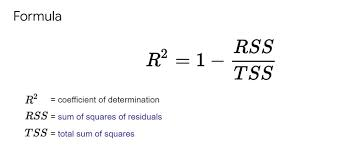 Formula
R² = 1 − RSS/TSS
R² = coefficient of determination
RSS = sum of squares of residuals
TSS = total sum of squares